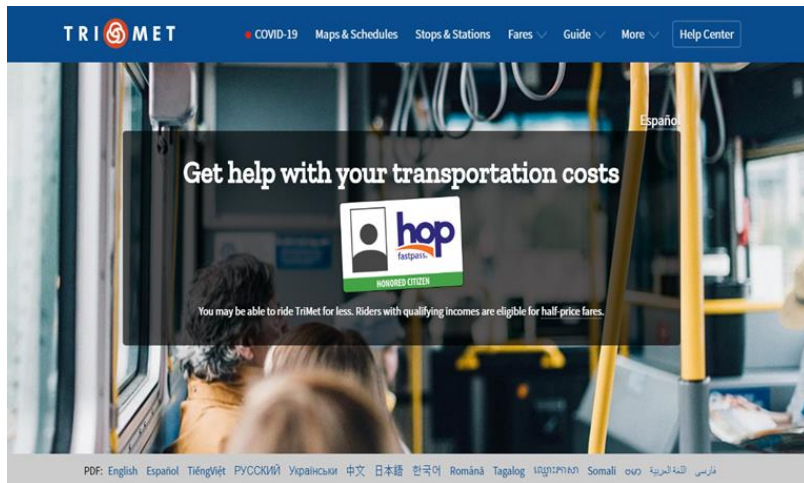 TRIMET
COVID-19 Maps & Schedules Stops & Stations Fares Guide More Help Center
Español
Get help with your transportation costs
hop
fastpass.
HONORED CITIZEN
You may be able to ride TriMet for less. Riders with qualifying incomes are eligible for half-price fares.
PDF: English Español TiếngViệt РУССКИЙ Українськи 中文 日本語 한국어 Română Tagalog Somali اللغة العربية فارسی